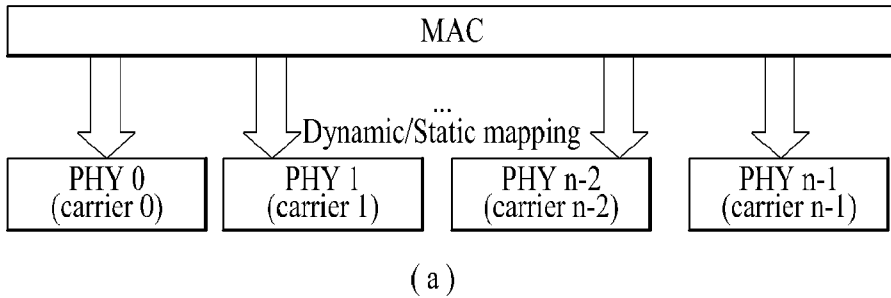 MAC
...
Dynamic/Static mapping
PHY 0
(carrier 0)
PHY 1
(carrier 1)
PHY n-2
(carrier n-2)
PHY n-1
(carrier n-1)
( a )